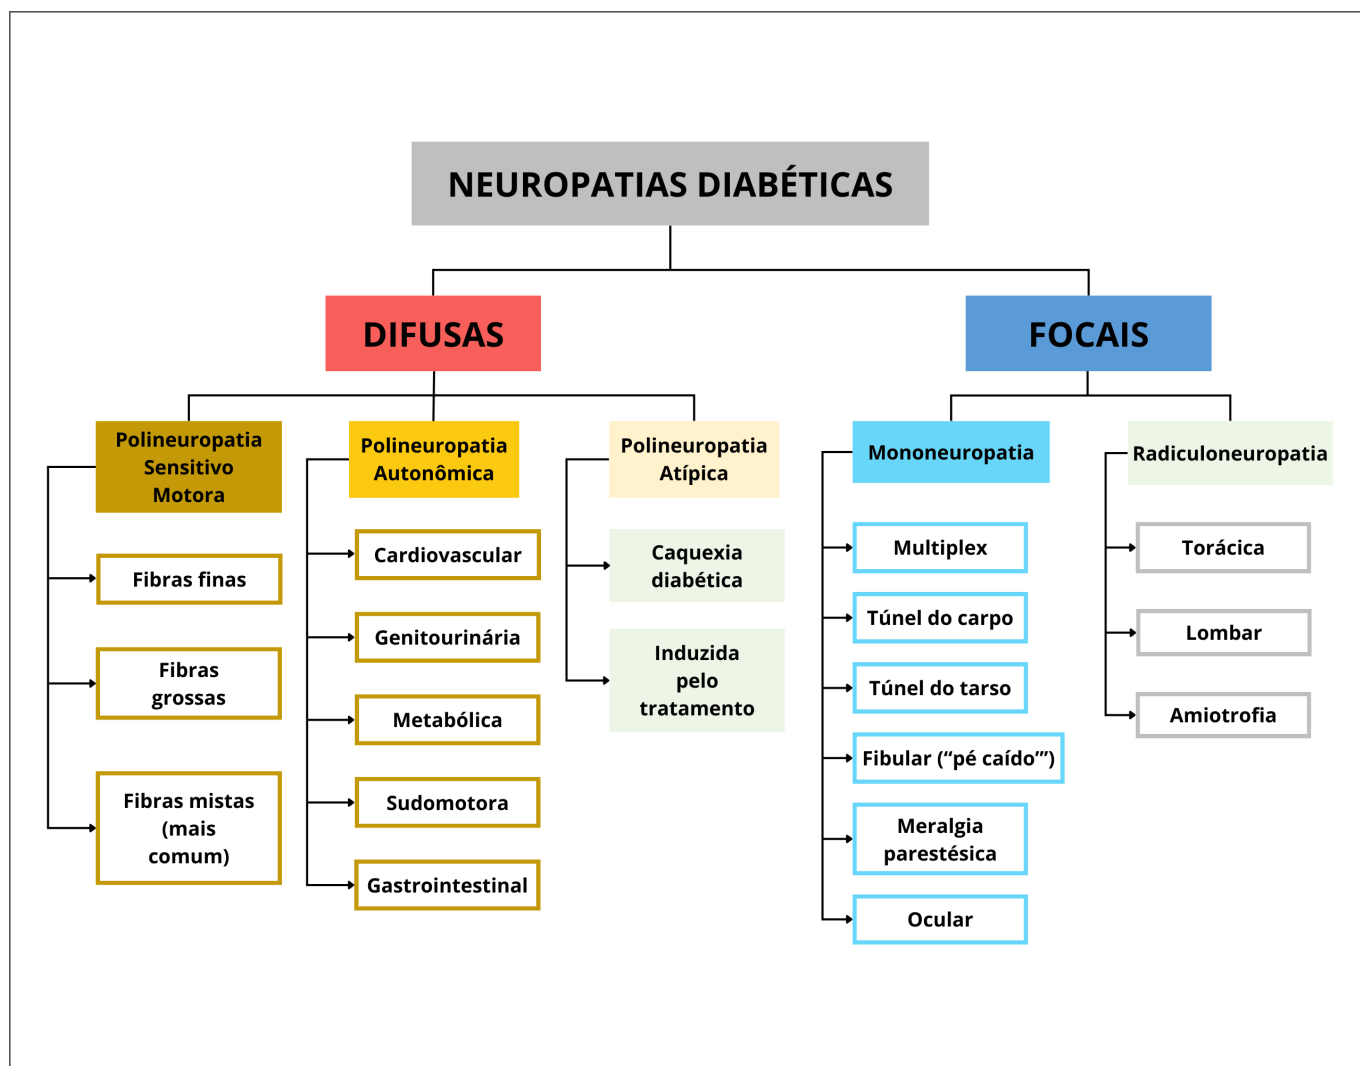 NEUROPATIAS DIABÉTICAS
DIFUSAS
FOCAIS
Polineuropatia
Sensitivo
Motora
Fibras finas
Fibras
grossas
Fibras mistas
(mais
comum)
Polineuropatia
Autonômica
Cardiovascular
Genitourinária
Metabólica
Sudomotora
Gastrointestinal
Polineuropatia
Atípica
Caquexia
diabética
Induzida
pelo
tratamento
Mononeuropatia
Multiplex
Túnel do carpo
Túnel do tarso
Fibular (“pé caído”’)
Meralgia
parestésica
Ocular
Radiculoneuropatia
Torácica
Lombar
Amiotrofia